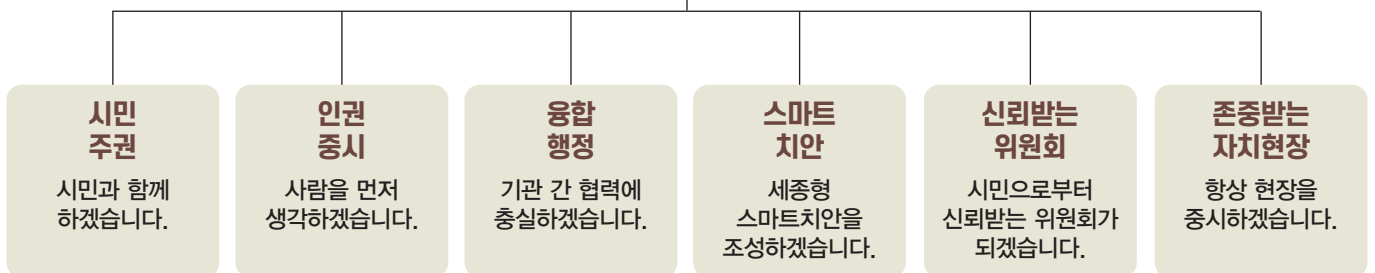 시민
주권
시민과 함께
하겠습니다.
인권
중시
사람을 먼저
생각하겠습니다.
융합
행정
기관 간 협력에
충실하겠습니다.
스마트
치안
세종형
스마트치안을
조성하겠습니다.
신뢰받는
위원회
시민으로부터
신뢰받는 위원회가
되겠습니다.
존중받는
자치현장
항상 현장을
중시하겠습니다.